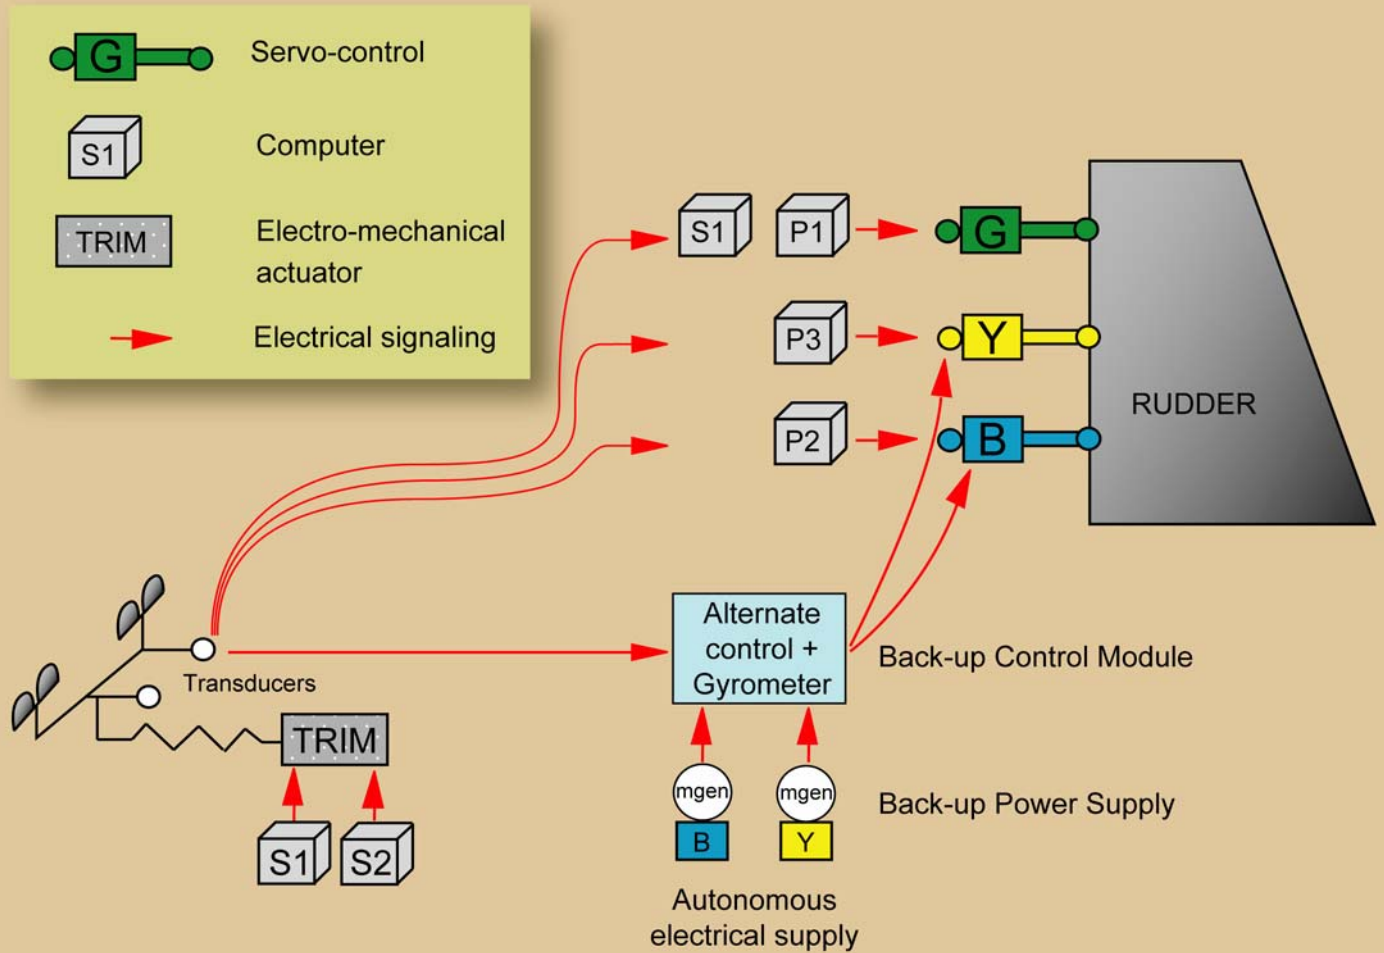 G
Servo-control
S1
Computer
TRIM
Electro-mechanical
actuator
Electrical signaling
S1
P1
G
P3
Y
P2
B
RUDDER
Transducers
TRIM
S1
S2
Alternate
control +
Gyrometer
Back-up Control Module
mgen
mgen
Back-up Power Supply
B
Y
Autonomous
electrical supply